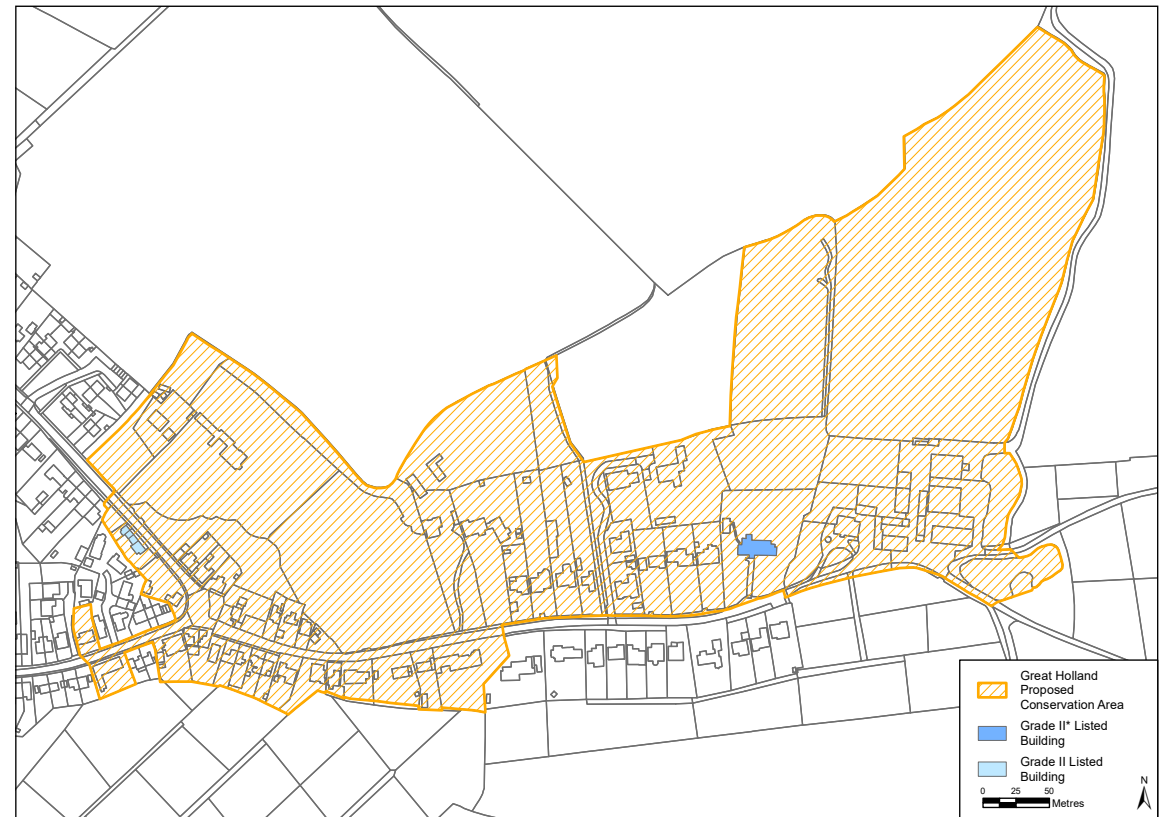 Great Holland
Proposed
Conservation Area
Grade II* Listed
Building
Grade II Listed
Building
0 25 50
Metres
N